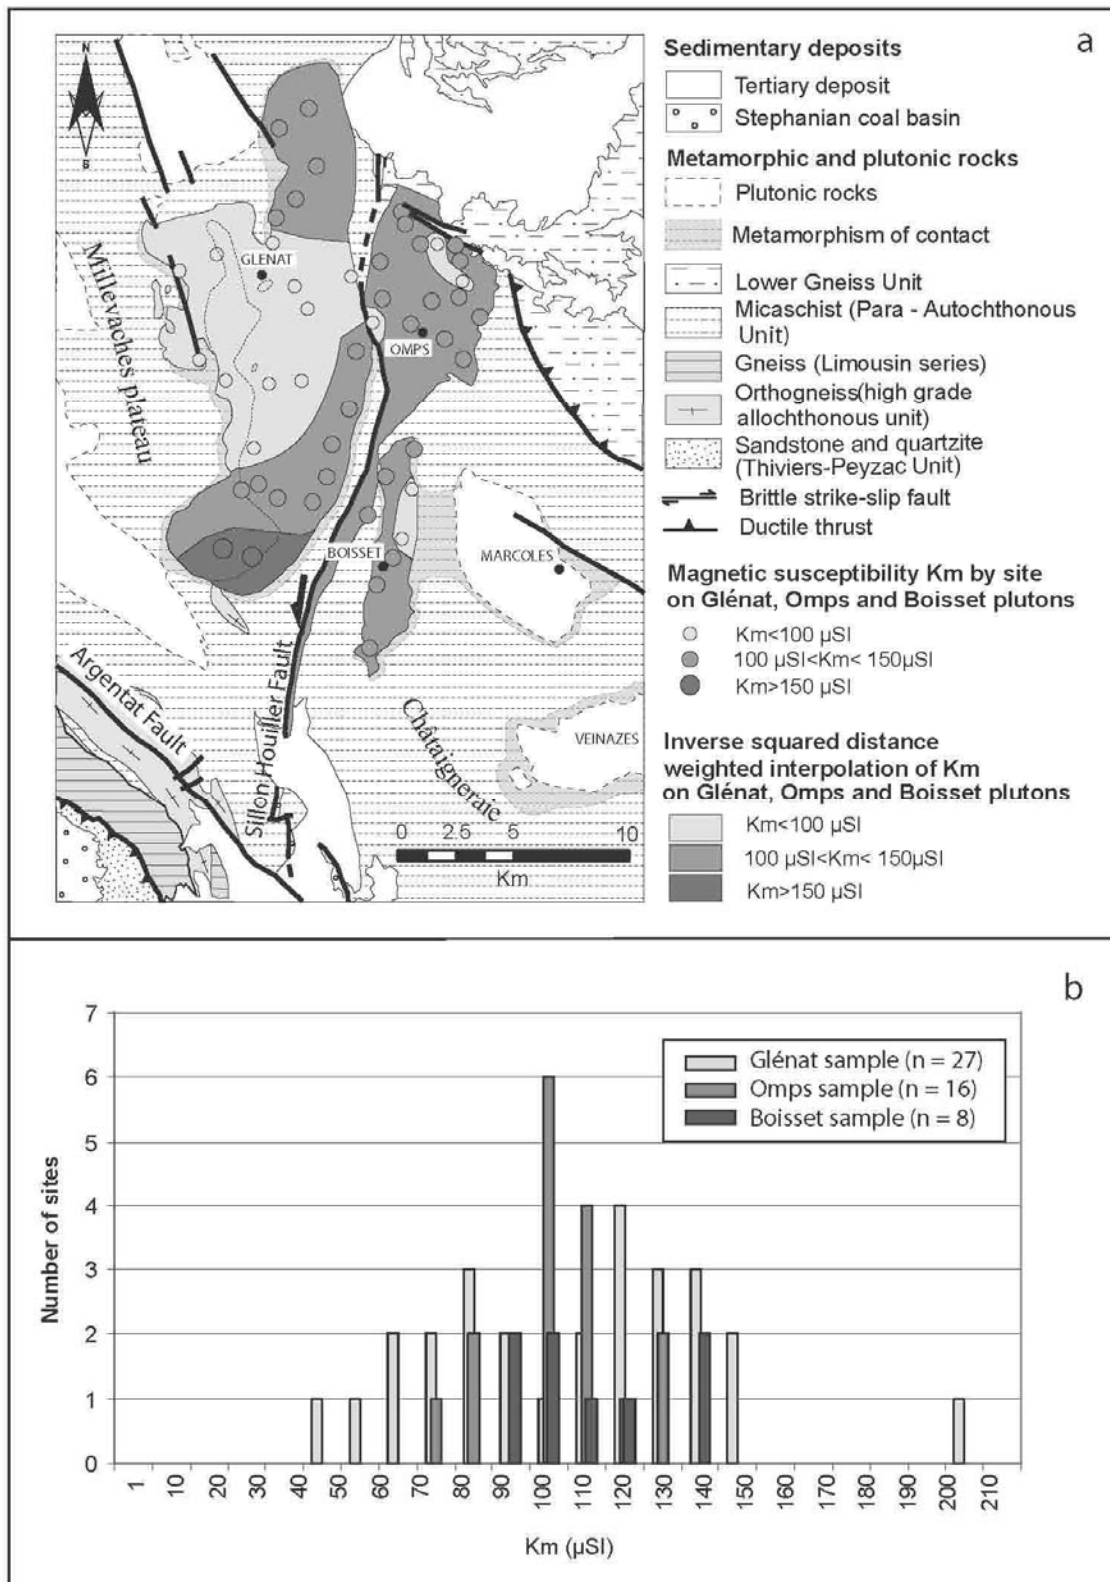 a
N
S
GLENAT
OMPS
BOISSET
MARCOLES
VEINAZES
Millevaches plateau
Argentat Fault
Sillon Houiller Fault
Châtaigneraie
0 2.5 5 10
Km
Sedimentary deposits
Tertiary deposit
Stephanian coal basin
Metamorphic and plutonic rocks
Plutonic rocks
Metamorphism of contact
Lower Gneiss Unit
Micaschist (Para - Autochthonous
Unit)
Gneiss (Limousin series)
Orthogneiss(high grade
allochthonous unit)
Sandstone and quartzite
(Thiviers-Peyzac Unit)
Brittle strike-slip fault
Ductile thrust
Magnetic susceptibility Km by site
on Glénat, Omps and Boisset plutons
Km<100 µSI
100 µSI<Km< 150µSI
Km>150 µSI
Inverse squared distance
weighted interpolation of Km
on Glénat, Omps and Boisset plutons
Km<100 µSI
100 µSI<Km< 150µSI
Km>150 µSI
b
Glénat sample (n = 27)
Omps sample (n = 16)
Boisset sample (n = 8)
Number of sites
7
6
5
4
3
2
1
0
1 10 20 30 40 50 60 70 80 90 100 110 120 130 140 150 160 170 180 190 200 210
Km (µSI)